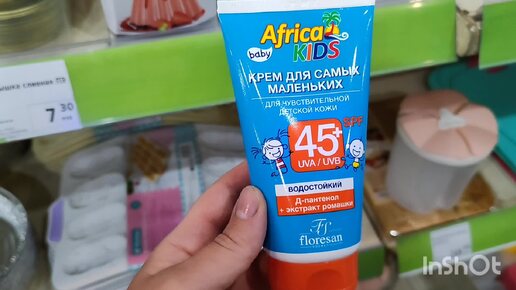 Africa
KIDS
baby
КРЕМ ДЛЯ САМЫХ
МАЛЕНЬКИХ
ДЛЯ ЧУВСТВИТЕЛЬНОЙ
ДЕТСКОЙ КОЖИ
45+
SPF
UVA / UVB
ВОДОСТОЙКИЙ
Д-пантенол
+ экстракт ромашки
floresan
7 30
InShOt